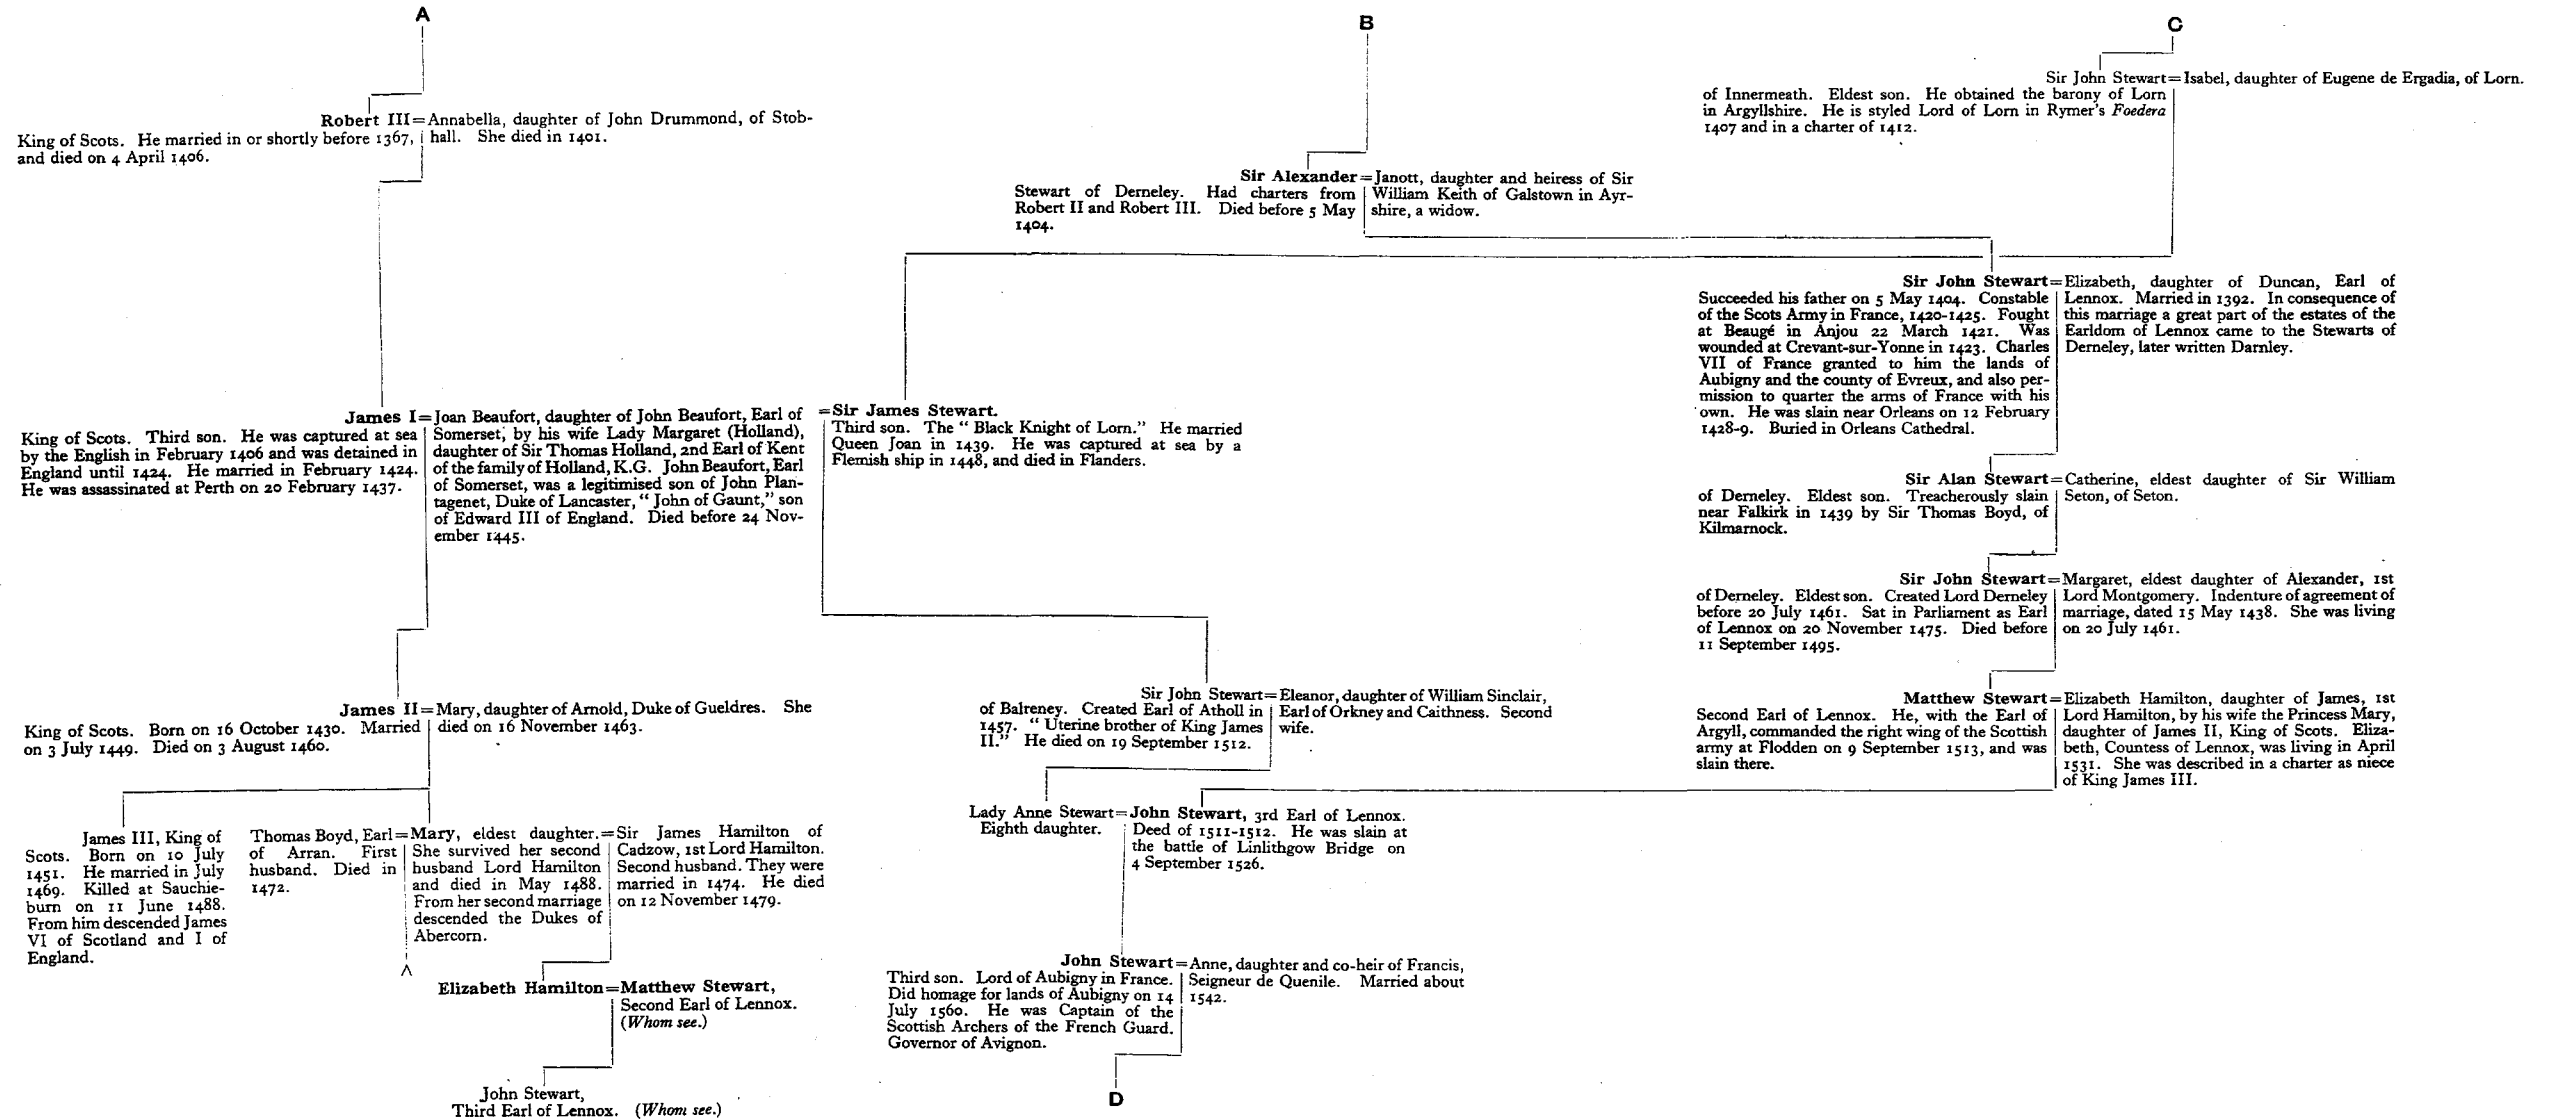 A
B
C
Robert III=Annabella, daughter of John Drummond, of Stob-
King of Scots. He married in or shortly before 1367, hall. She died in 1401.
and died on 4 April 1406.
Sir John Stewart=Isabel, daughter of Eugene de Ergadia, of Lorn.
of Innermeath. Eldest son. He obtained the barony of Lorn
in Argyllshire. He is styled Lord of Lorn in Rymer's Foedera
1407 and in a charter of 1412.
Sir Alexander=Janott, daughter and heiress of Sir
Stewart of Derneley. Had charters from
Robert II and Robert III. Died before 5 May
1404.
William Keith of Galstown in Ayr-
shire, a widow.
Sir John Stewart=Elizabeth, daughter of Duncan, Earl of
Succeeded his father on 5 May 1404. Constable
of the Scots Army in France, 1420-1425. Fought
at Beaugé in Anjou 22 March 1421. Was
wounded at Crevant-sur-Yonne in 1423. Charles
VII of France granted to him the lands of
Aubigny and the county of Evreux, and also per-
mission to quarter the arms of France with his
own. He was slain near Orleans on 12 February
1428-9. Buried in Orleans Cathedral.
Lennox. Married in 1392. In consequence of
this marriage a great part of the estates of the
Earldom of Lennox came to the Stewarts of
Derneley, later written Darnley.
James I=Joan Beaufort, daughter of John Beaufort, Earl of
King of Scots. Third son. He was captured at sea
by the English in February 1406 and was detained in
England until 1424. He married in February 1424.
He was assassinated at Perth on 20 February 1437.
Somerset, by his wife Lady Margaret (Holland),
daughter of Sir Thomas Holland, 2nd Earl of Kent
of the family of Holland, K.G. John Beaufort, Earl
of Somerset, was a legitimised son of John Plan-
tagenet, Duke of Lancaster, "John of Gaunt," son
of Edward III of England. Died before 24 Nov-
ember 1445.
=Sir James Stewart.
Third son. The "Black Knight of Lorn." He married
Queen Joan in 1439. He was captured at sea by a
Flemish ship in 1448, and died in Flanders.
Sir Alan Stewart=Catherine, eldest daughter of Sir William
of Derneley. Eldest son. Treacherously slain
near Falkirk in 1439 by Sir Thomas Boyd, of
Kilmarnock.
Seton, of Seton.
Sir John Stewart=Margaret, eldest daughter of Alexander, 1st
of Derneley. Eldest son. Created Lord Derneley
before 20 July 1461. Sat in Parliament as Earl
of Lennox on 20 November 1475. Died before
11 September 1495.
Lord Montgomery. Indenture of agreement of
marriage, dated 15 May 1438. She was living
on 20 July 1461.
James II=Mary, daughter of Arnold, Duke of Gueldres. She
King of Scots. Born on 16 October 1430. Married
on 3 July 1449. Died on 3 August 1460.
died on 16 November 1463.
Sir John Stewart=Eleanor, daughter of William Sinclair,
of Balreney. Created Earl of Atholl in
1457. "Uterine brother of King James
II." He died on 19 September 1512.
Earl of Orkney and Caithness. Second
wife.
Matthew Stewart=Elizabeth Hamilton, daughter of James, 1st
Second Earl of Lennox. He, with the Earl of
Argyll, commanded the right wing of the Scottish
army at Flodden on 9 September 1513, and was
slain there.
Lord Hamilton, by his wife the Princess Mary,
daughter of James II, King of Scots. Eliza-
beth, Countess of Lennox, was living in April
1531. She was described in a charter as niece
of King James III.
James III, King of
Scots. Born on 10 July
1451. He married in July
1469. Killed at Sauchie-
burn on 11 June 1488.
From him descended James
VI of Scotland and I of
England.
Thomas Boyd, Earl=Mary, eldest daughter.=Sir James Hamilton of
of Arran. First
husband. Died in
1472.
She survived her second
husband Lord Hamilton
and died in May 1488.
From her second marriage
descended the Dukes of
Abercorn.
Cadzow, 1st Lord Hamilton.
Second husband. They were
married in 1474. He died
on 12 November 1479.
Lady Anne Stewart=John Stewart, 3rd Earl of Lennox.
Eighth daughter.
Deed of 1511-1512. He was slain at
the battle of Linlithgow Bridge on
4 September 1526.
Elizabeth Hamilton=Matthew Stewart,
Second Earl of Lennox.
(Whom see.)
John Stewart=Anne, daughter and co-heir of Francis,
Third son. Lord of Aubigny in France.
Did homage for lands of Aubigny on 14
July 1560. He was Captain of the
Scottish Archers of the French Guard.
Governor of Avignon.
Seigneur de Quenile. Married about
1542.
John Stewart,
Third Earl of Lennox. (Whom see.)
D